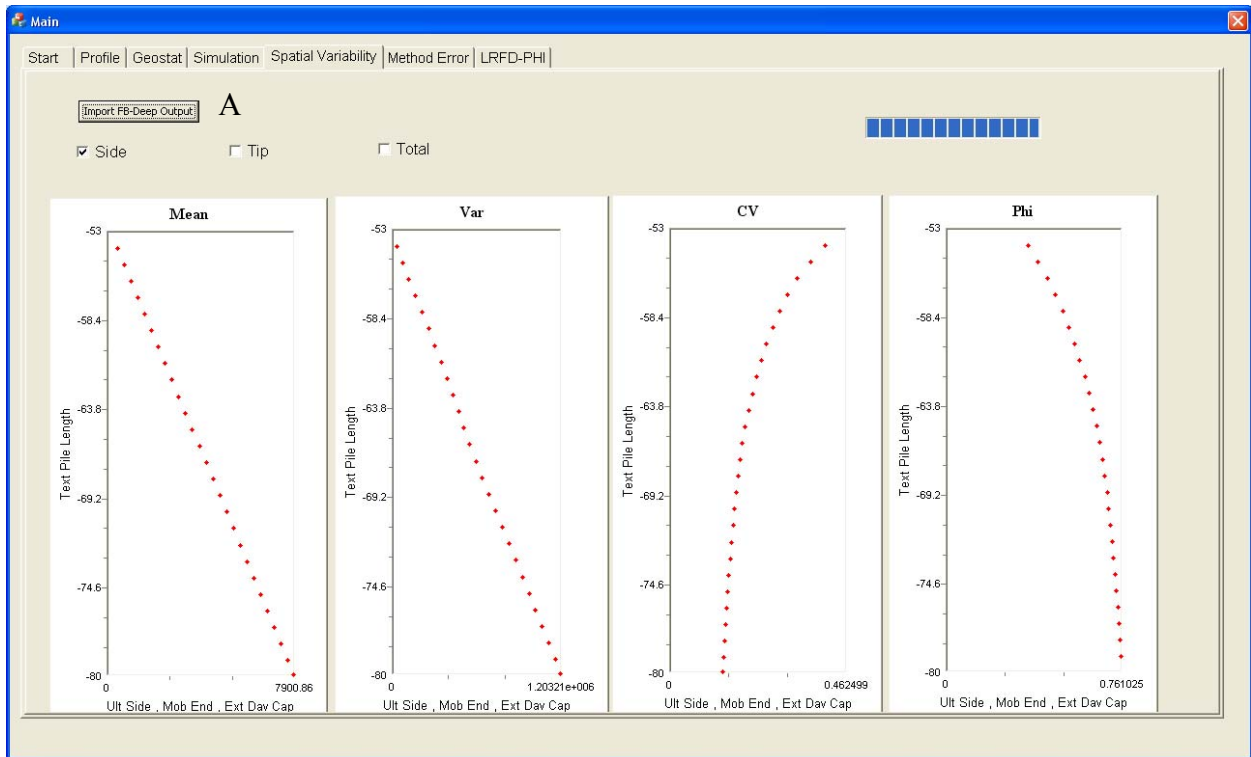 Main
Start Profile Geostat Simulation Spatial Variability Method Error LRFD-PHI
Import FB-Deep Output A
Side Tip Total
Mean
-53
-58.4
-63.8
-69.2
-74.6
-80
Text Pile Length
0 7900.86
Ult Side , Mob End , Ext Dav Cap
Var
-53
-58.4
-63.8
-69.2
-74.6
-80
Text Pile Length
0 1.20321e+006
Ult Side , Mob End , Ext Dav Cap
CV
-53
-58.4
-63.8
-69.2
-74.6
-80
Text Pile Length
0 0.462499
Ult Side , Mob End , Ext Dav Cap
Phi
-53
-58.4
-63.8
-69.2
-74.6
-80
Text Pile Length
0 0.761025
Ult Side , Mob End , Ext Dav Cap